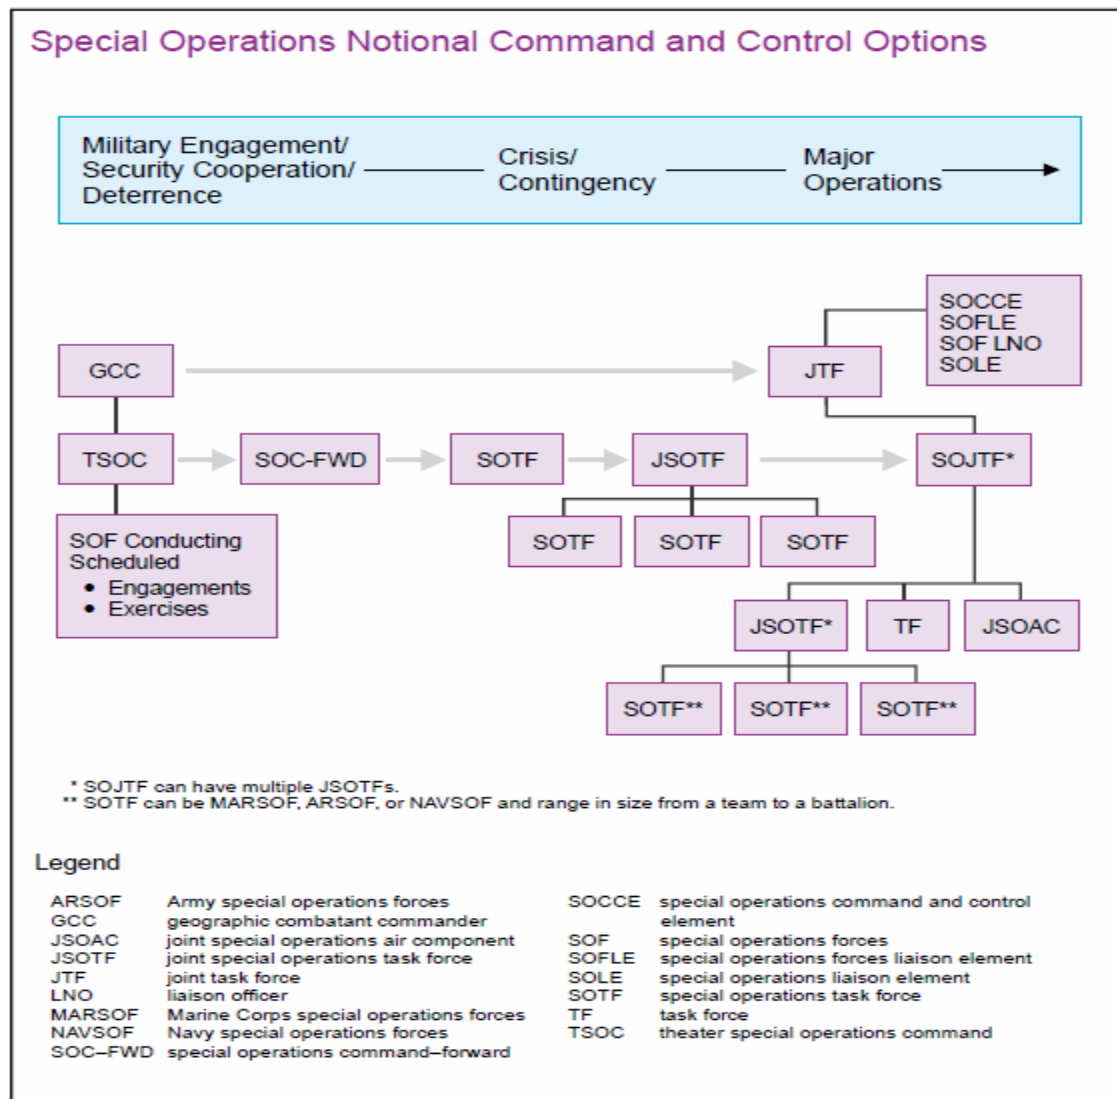 Special Operations Notional Command and Control Options
Military Engagement/
Security Cooperation/
Deterrence
Crisis/
Contingency
Major
Operations
SOCCE
SOFLE
SOF LNO
SOLE
GCC
JTF
TSOC
SOC-FWD
SOTF
JSOTF
SOJTF*
SOF Conducting
Scheduled
• Engagements
• Exercises
SOTF
SOTF
SOTF
JSOTF*
TF
JSOAC
SOTF**
SOTF**
SOTF**
* SOJTF can have multiple JSOTFs.
** SOTF can be MARSOF, ARSOF, or NAVSOF and range in size from a team to a battalion.
Legend
ARSOF Army special operations forces
GCC geographic combatant commander
JSOAC joint special operations air component
JSOTF joint special operations task force
JTF joint task force
LNO liaison officer
MARSOF Marine Corps special operations forces
NAVSOF Navy special operations forces
SOC–FWD special operations command–forward
SOCCE special operations command and control
element
SOF special operations forces
SOFLE special operations forces liaison element
SOLE special operations liaison element
SOTF special operations task force
TF task force
TSOC theater special operations command